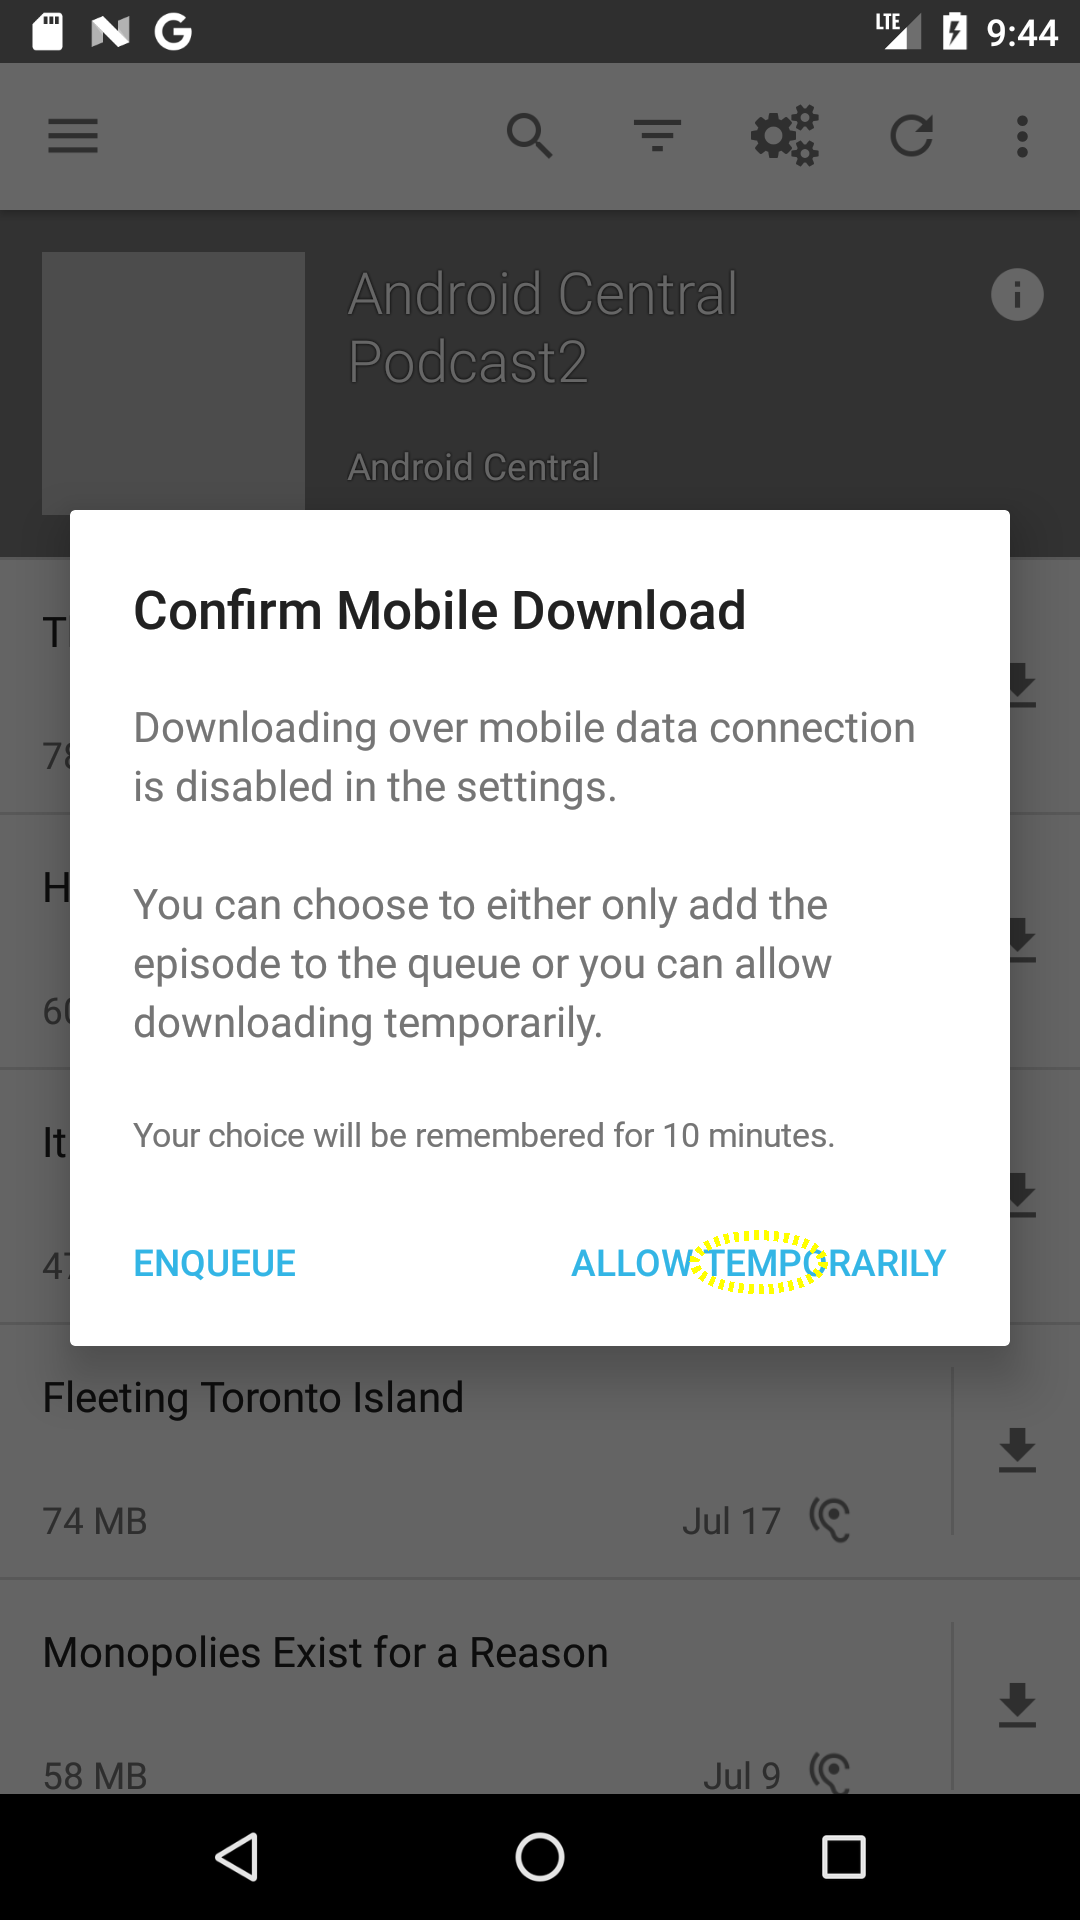 LTE 9:44
Android Central
Podcast2
Android Central
Confirm Mobile Download
Downloading over mobile data connection
is disabled in the settings.
You can choose to either only add the
episode to the queue or you can allow
downloading temporarily.
Your choice will be remembered for 10 minutes.
ENQUEUE ALLOW TEMPORARILY
It
47
Fleeting Toronto Island
74 MB Jul 17
Monopolies Exist for a Reason
58 MB Jul 9